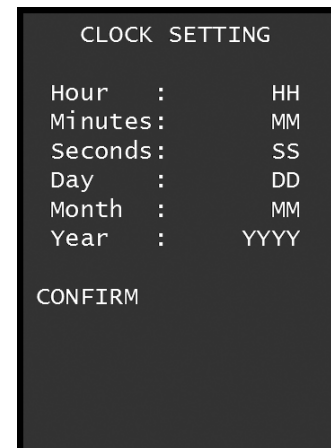 CLOCK SETTING
Hour : HH
Minutes: MM
Seconds: SS
Day : DD
Month : MM
Year : YYYY
CONFIRM